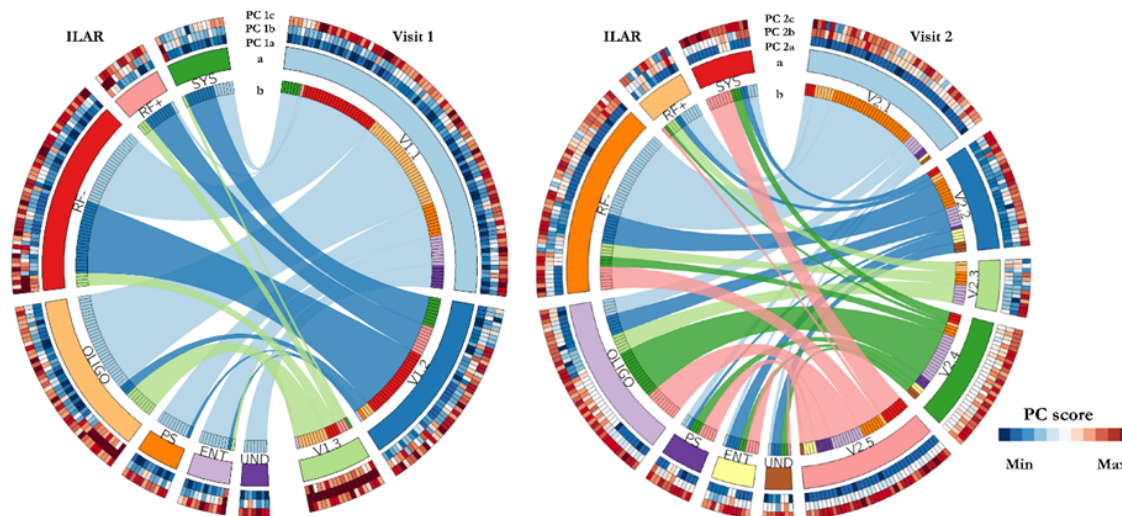 PC 1c
PC 1b
PC 1a
ILAR
Visit 1
a
b
SYS
RF+
RF-
OLIGO
PS
ENT
UND
V1.1
V1.2
V1.3
PC 2c
PC 2b
PC 2a
ILAR
Visit 2
a
b
SYS
RF+
RF-
OLIGO
PS
ENT
UND
V2.1
V2.2
V2.3
V2.4
V2.5
PC score
Min
Max